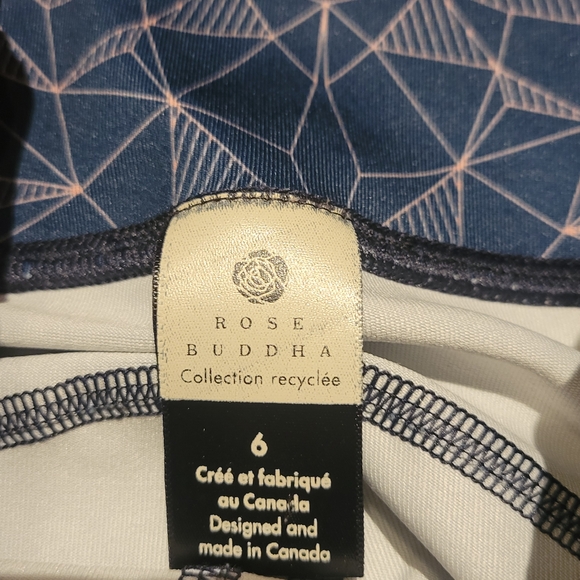 ROSE
BUDDHA
Collection recyclée
6
Créé et fabriqué
au Canada
Designed and
made in Canada